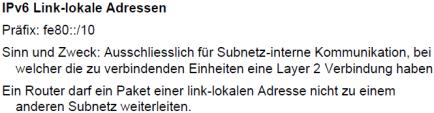 IPv6 Link-lokale Adressen
Präfix: fe80::/10
Sinn und Zweck: Ausschliesslich für Subnetz-interne Kommunikation, bei
welcher die zu verbindenden Einheiten eine Layer 2 Verbindung haben
Ein Router darf ein Paket einer link-lokalen Adresse nicht zu einem
anderen Subnetz weiterleiten.